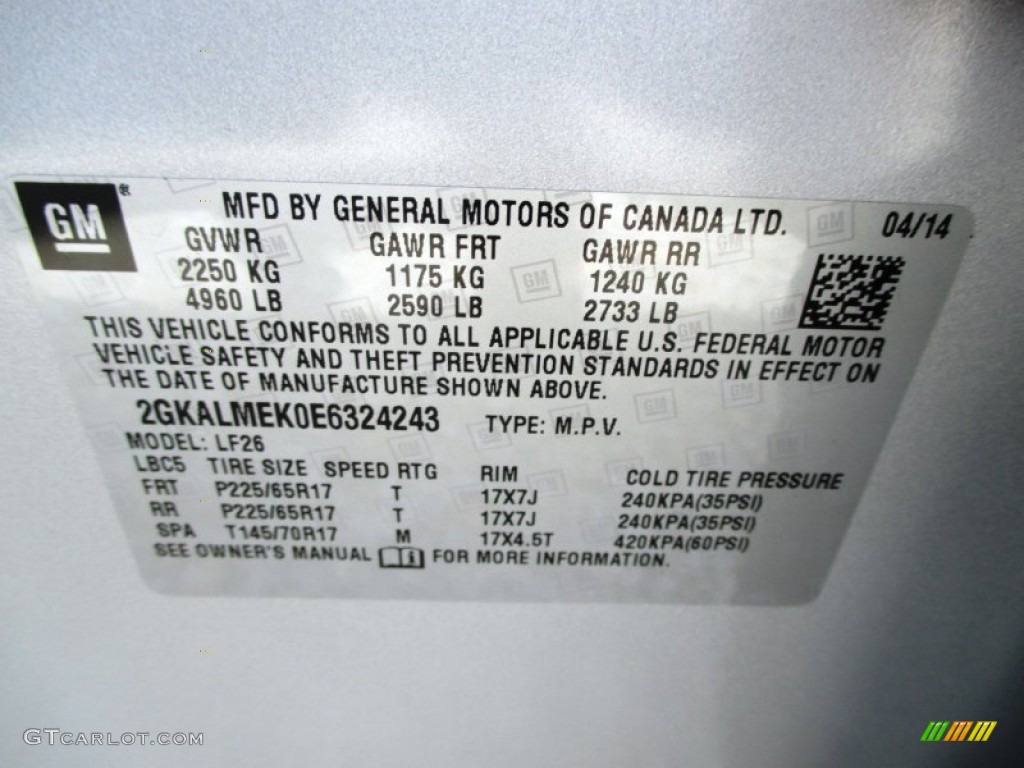 GM ® MFD BY GENERAL MOTORS OF CANADA LTD. 04/14
GVWR GAWR FRT GAWR RR
2250 KG 1175 KG 1240 KG
4960 LB 2590 LB 2733 LB
THIS VEHICLE CONFORMS TO ALL APPLICABLE U.S. FEDERAL MOTOR
VEHICLE SAFETY AND THEFT PREVENTION STANDARDS IN EFFECT ON
THE DATE OF MANUFACTURE SHOWN ABOVE.
2GKALMEK0E6324243 TYPE: M.P.V.
MODEL: LF26
LBC5 TIRE SIZE SPEED RTG RIM COLD TIRE PRESSURE
FRT P225/65R17 T 17X7J 240KPA(35PSI)
RR P225/65R17 T 17X7J 240KPA(35PSI)
SPA T145/70R17 M 17X4.5T 420KPA(60PSI)
SEE OWNER'S MANUAL i FOR MORE INFORMATION.
GTCARLOT.COM